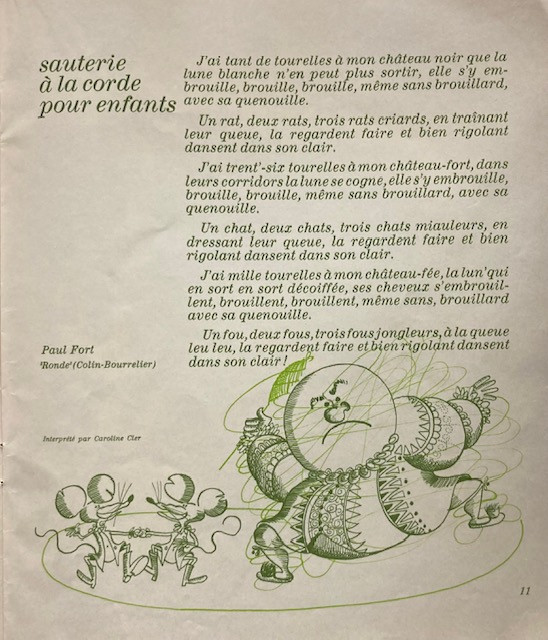 sauterie
à la corde
pour enfants
J'ai tant de tourelles à mon château noir que la
lune blanche n'en peut plus sortir, elle s'y em-
brouille, brouille, brouille, même sans brouillard,
avec sa quenouille.
Un rat, deux rats, trois rats criards, en traînant
leur queue, la regardent faire et bien rigolant
dansent dans son clair.
J'ai trent'-six tourelles à mon château-fort, dans
leurs corridors la lune se cogne, elle s'y embrouille,
brouille, brouille, même sans brouillard, avec sa
quenouille.
Un chat, deux chats, trois chats miauleurs, en
dressant leur queue, la regardent faire et bien
rigolant dansent dans son clair.
J'ai mille tourelles à mon château-fée, la lun'qui
en sort en sort décoiffée, ses cheveux s'embrouil-
lent, brouillent, brouillent, même sans, brouillard
avec sa quenouille.
Un fou, deux fous, trois fous jongleurs, à la queue
leu leu, la regardent faire et bien rigolant dansent
dans son clair!
Paul Fort
'Ronde' (Colin-Bourrelier)
Interprété par Caroline Cler
11